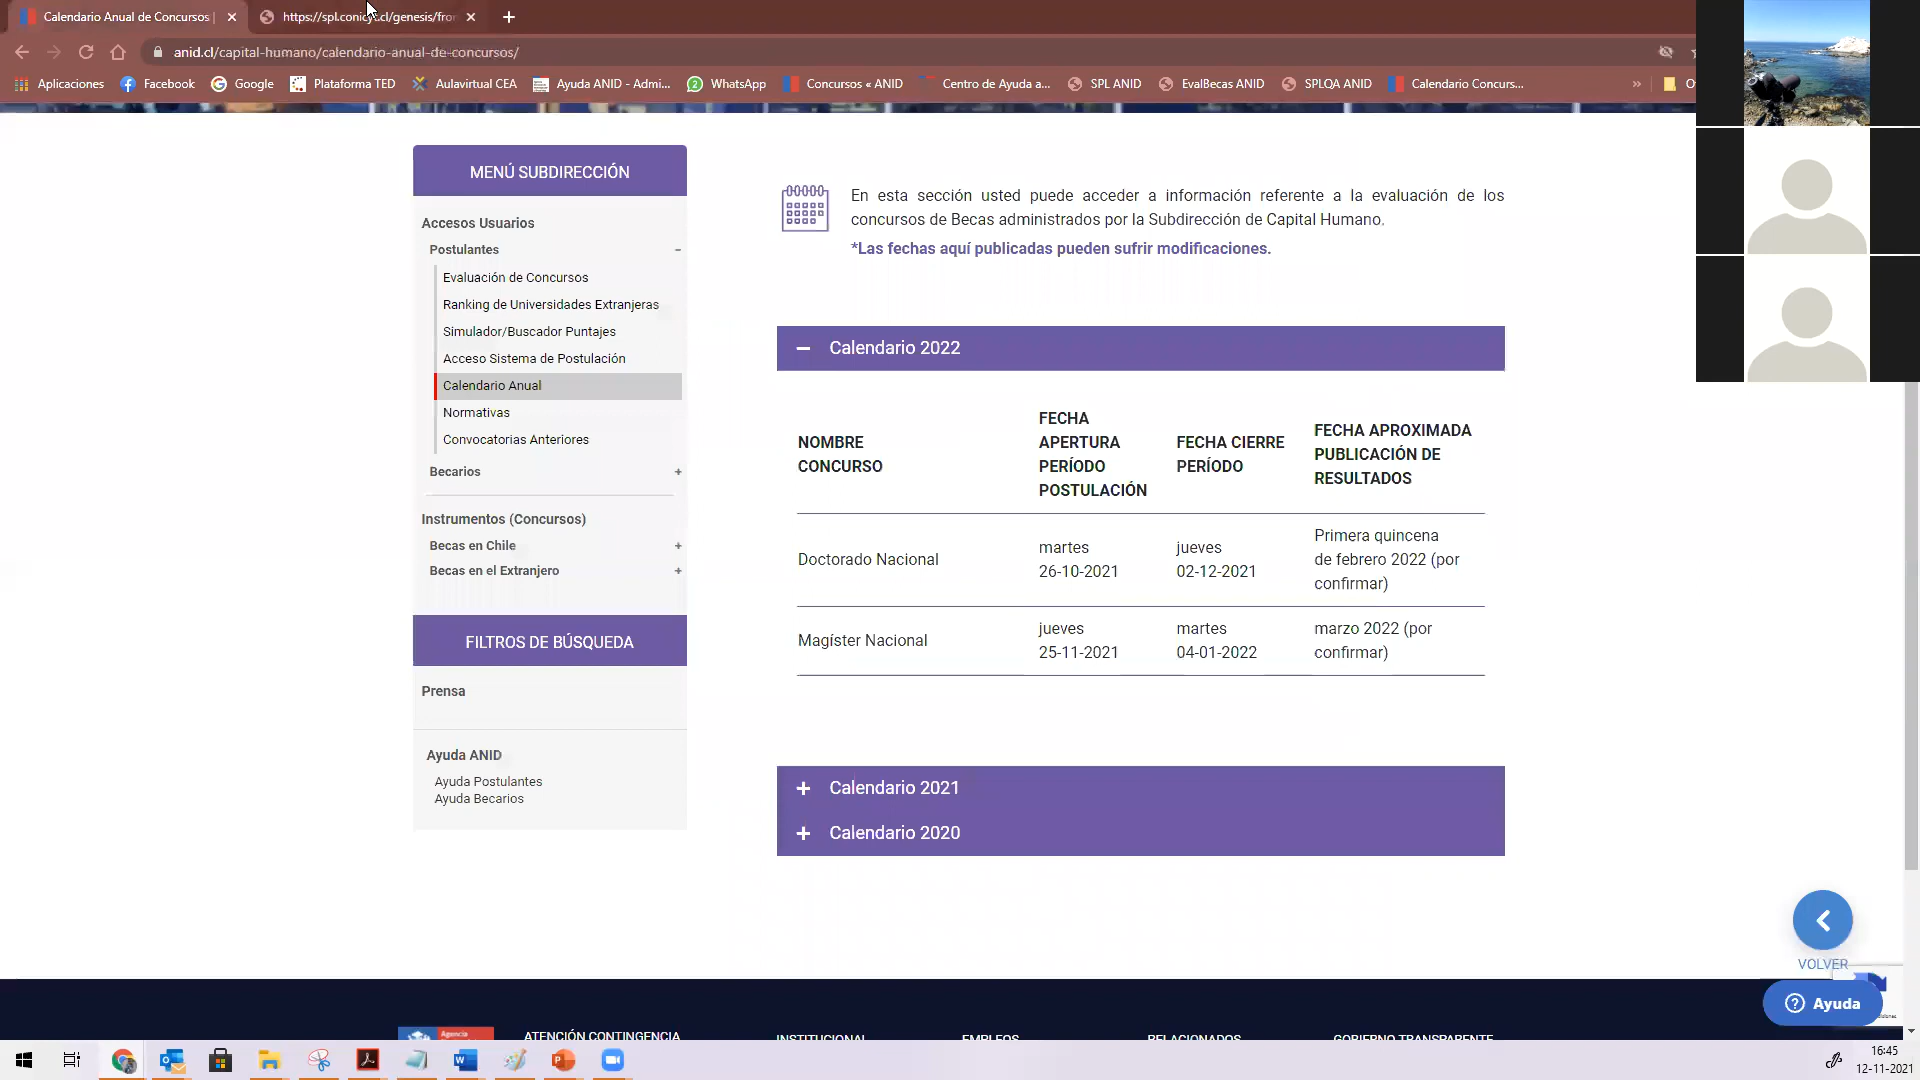 Calendario Anual de Concursos |
https://spl.conicyt.cl/genesis/fro
anid.cl/capital-humano/calendario-anual-de-concursos/
Aplicaciones
Facebook
Google
Plataforma TED
Aulavirtual CEA
Ayuda ANID - Admi...
WhatsApp
Concursos « ANID
Centro de Ayuda a...
SPL ANID
EvalBecas ANID
SPLQA ANID
Calendario Concurs...
»
MENÚ SUBDIRECCIÓN
Accesos Usuarios
Postulantes
Evaluación de Concursos
Ranking de Universidades Extranjeras
Simulador/Buscador Puntajes
Acceso Sistema de Postulación
Calendario Anual
Normativas
Convocatorias Anteriores
Becarios
Instrumentos (Concursos)
Becas en Chile
Becas en el Extranjero
FILTROS DE BÚSQUEDA
Prensa
Ayuda ANID
Ayuda Postulantes
Ayuda Becarios
En esta sección usted puede acceder a información referente a la evaluación de los
concursos de Becas administrados por la Subdirección de Capital Humano.
*Las fechas aquí publicadas pueden sufrir modificaciones.
Calendario 2022
NOMBRE
CONCURSO
FECHA
APERTURA
PERÍODO
POSTULACIÓN
FECHA CIERRE
PERÍODO
FECHA APROXIMADA
PUBLICACIÓN DE
RESULTADOS
Doctorado Nacional
martes
26-10-2021
jueves
02-12-2021
Primera quincena
de febrero 2022 (por
confirmar)
Magíster Nacional
jueves
25-11-2021
martes
04-01-2022
marzo 2022 (por
confirmar)
Calendario 2021
Calendario 2020
VOLVER
Ayuda
Agencia
ATENCIÓN CONTINGENCIA
INSTITUCIONAL
EMPLEOS
RELACIONADOS
GOBIERNO TRANSPARENTE
16:45
12-11-2021